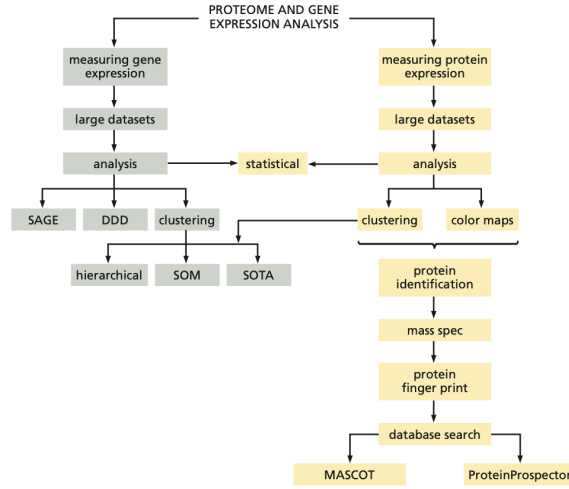 PROTEOME AND GENE
EXPRESSION ANALYSIS
measuring gene
expression
measuring protein
expression
large datasets
large datasets
analysis
statistical
analysis
SAGE
DDD
clustering
clustering
color maps
hierarchical
SOM
SOTA
protein
identification
mass spec
protein
finger print
database search
MASCOT
ProteinProspector